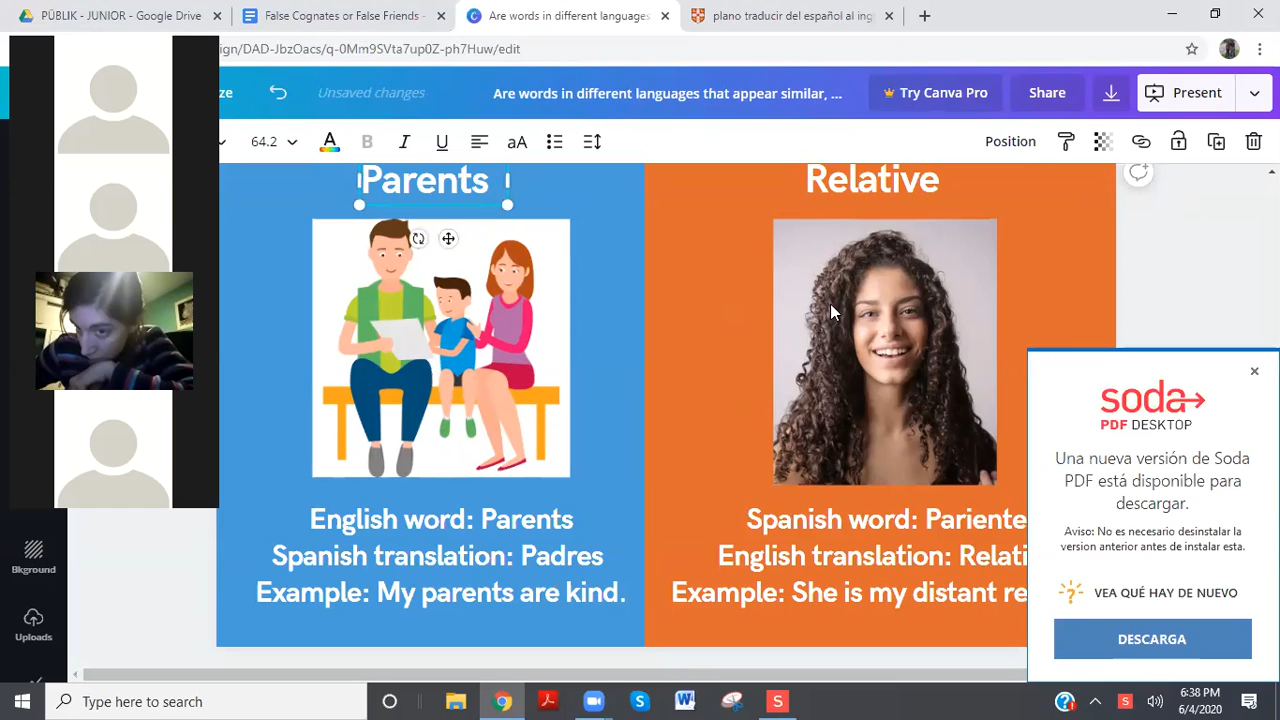 PÜBLIK - JUNIOR - Google Drive
False Cognates or False Friends -
Are words in different languages
plano traducir del español al ing
ign/DAD-JbzOacs/q-0Mm9SVta7up0Z-ph7Huw/edit
ze
Unsaved changes
Are words in different languages that appear similar, ...
Try Canva Pro
Share
Present
64.2
A
B
I
U
aA
Position
Parents
Relative
English word: Parents
Spanish translation: Padres
Example: My parents are kind.
Spanish word: Pariente
English translation: Relati
Example: She is my distant re
soda
PDF DESKTOP
Una nueva versión de Soda
PDF está disponible para
descargar.
Aviso: No es necesario desinstalar la
version anterior antes de instalar esta.
VEA QUÉ HAY DE NUEVO
DESCARGA
Bkground
Uploads
Type here to search
6:38 PM
6/4/2020